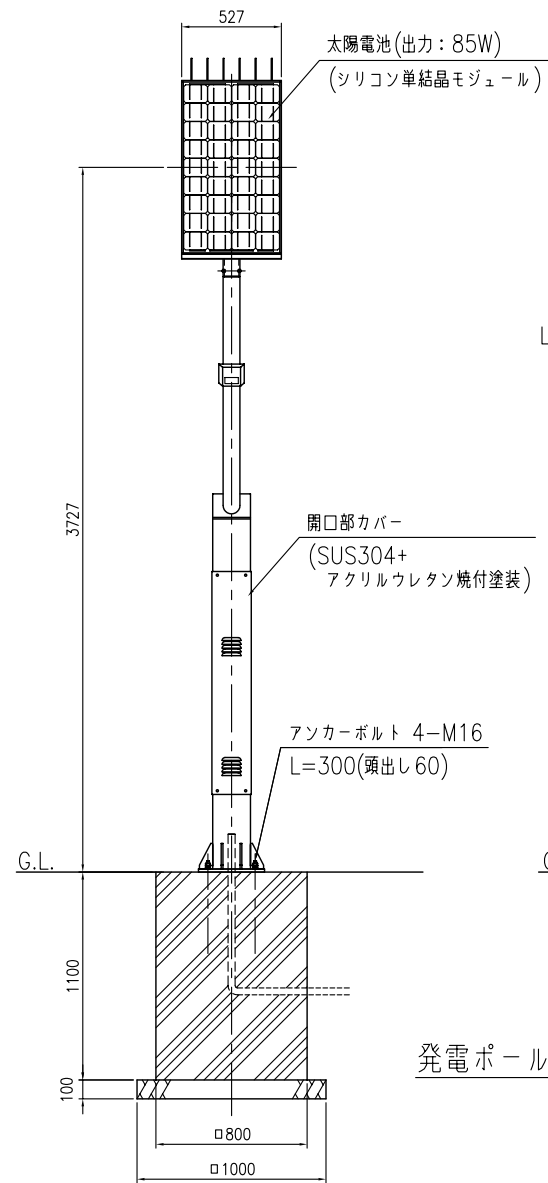 527
太陽電池(出力：85W)
(シリコン単結晶モジュール)
L
3727
開口部カバー
(SUS304+
アクリルウレタン焼付塗装)
アンカーボルト 4-M16
L=300(頭出し60)
G.L.
1100
発電ポール
100
□800
□1000